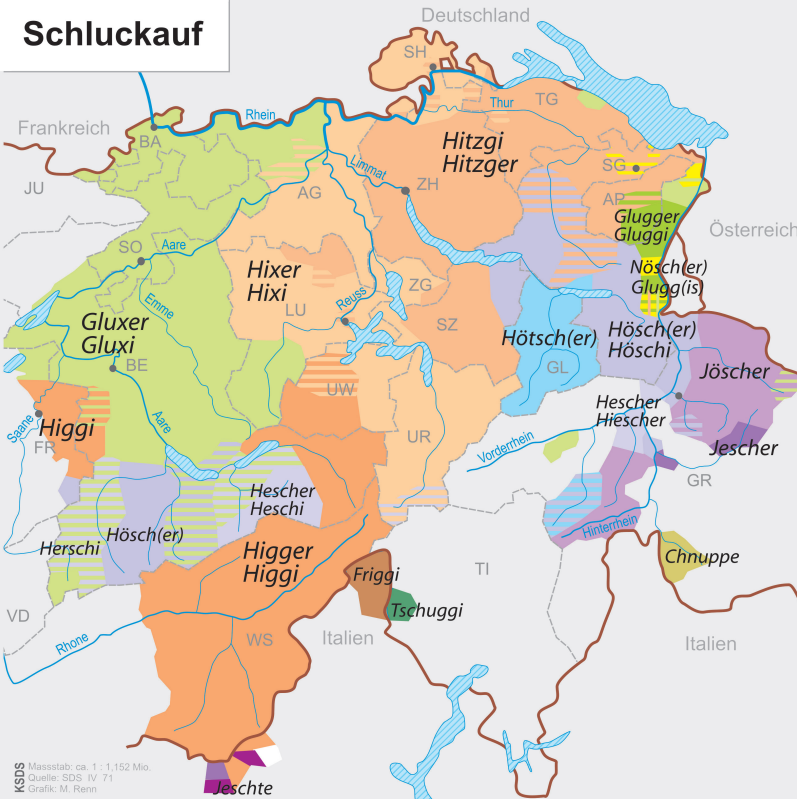 Schluckauf
Deutschland
SH
Frankreich
Rhein
Thur
TG
BA
Hitzgi
Hitzger
JU
Limmat
ZH
SG
AG
AP
Glugger
Gluggi
Österreich
SO
Aare
Hixer
Hixi
Nösch(er)
Glugg(is)
Emme
Reuss
ZG
LU
SZ
Gluxer
Gluxi
Hötsch(er)
Hösch(er)
Höschi
BE
GL
Jöscher
UW
Hescher
Hiescher
Saane
Higgi
Aare
FR
UR
Vorderrhein
Jescher
GR
Hescher
Heschi
Hösch(er)
Herschi
Hinterrhein
Higger
Higgi
Chnuppe
Friggi
TI
Tschuggi
VD
Rhone
WS
Italien
Italien
KSDS
Massstab: ca. 1 : 1,152 Mio.
Quelle: SDS IV 71
Grafik: M. Renn
Jeschte